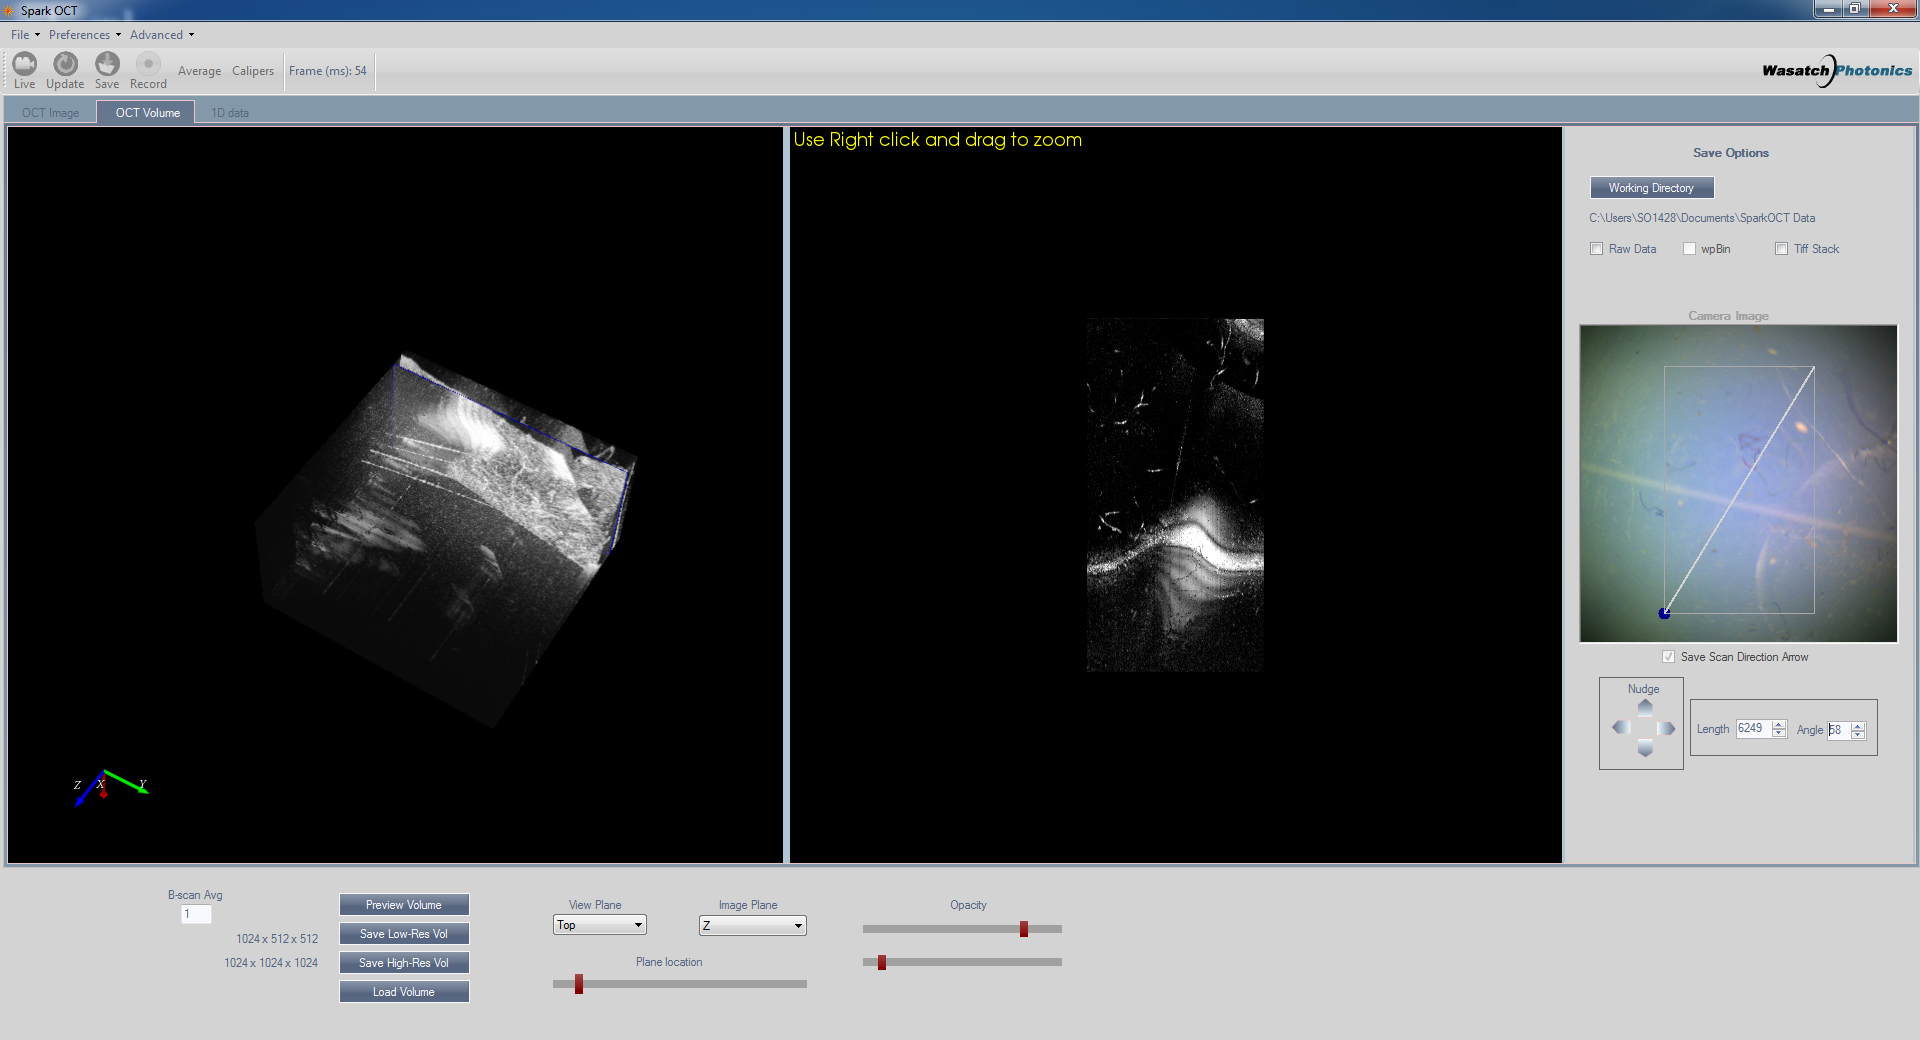 Spark OCT
File Preferences Advanced
Live Update Save Record Average Calipers Frame (ms): 54
Wasatch Photonics
OCT Image OCT Volume 1D data
Use Right click and drag to zoom
Save Options
Working Directory
C:\Users\SO1428\Documents\SparkOCT Data
Raw Data wpBin Tiff Stack
Camera Image
Save Scan Direction Arrow
Nudge
Length 6249 Angle 58
Z X Y
B-scan Avg
1
1024 x 512 x 512
1024 x 1024 x 1024
Preview Volume
Save Low-Res Vol
Save High-Res Vol
Load Volume
View Plane Image Plane
Top Z
Plane location
Opacity